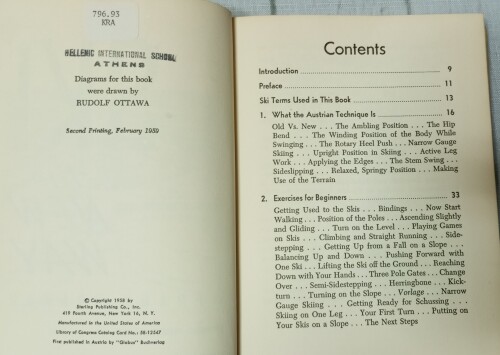 796.93
KRA
HELLENIC INTERNATIONAL SCHOOL
ATHENS
Diagrams for this book
were drawn by
RUDOLF OTTAWA
Second Printing, February 1959
© Copyright 1958 by
Sterling Publishing Co., Inc.
419 Fourth Avenue, New York 16, N. Y.
Manufactured in the United States of America
Library of Congress Catalog Card No.: 58-12547
First published in Austria by "Globus" Buchverlag
Contents
Introduction 9
Preface 11
Ski Terms Used in This Book 13
1. What the Austrian Technique Is 16
Old Vs. New . . . The Ambling Position . . . The Hip
Bend . . . The Winding Position of the Body While
Swinging . . . The Rotary Heel Push . . . Narrow Gauge
Skiing . . . Upright Position in Skiing . . . Active Leg
Work . . . Applying the Edges . . . The Stem Swing . . .
Sideslipping . . . Relaxed, Springy Position . . . Making
Use of the Terrain
2. Exercises for Beginners 33
Getting Used to the Skis . . . Bindings . . . Now Start
Walking . . . Position of the Poles . . . Ascending Slightly
and Gliding . . . Turn on the Level . . . Playing Games
on Skis . . . Climbing and Straight Running . . . Side-
stepping . . . Getting Up from a Fall on a Slope . . .
Balancing Up and Down . . . Pushing Forward with
One Ski . . . Lifting the Ski off the Ground . . . Reaching
Down with Your Hands . . . Three Pole Gates . . . Change
Over . . . Semi-Sidestepping . . . Herringbone . . . Kick-
turn . . . Turning on the Slope . . . Vorlage . . . Narrow
Gauge Skiing . . . Getting Ready for Schussing . . .
Skiing on One Leg . . . Your First Turn . . . Putting on
Your Skis on a Slope . . . The Next Steps